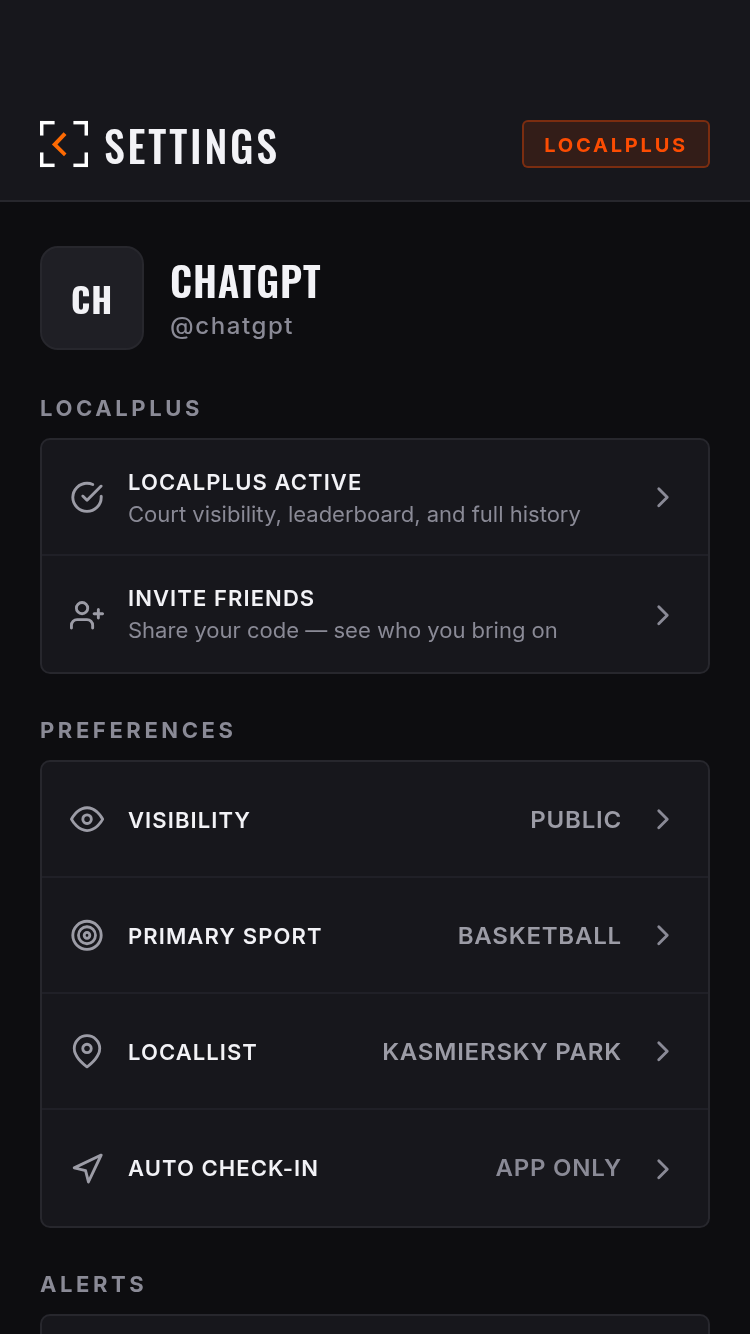 SETTINGS
LOCALPLUS
CH
CHATGPT
@chatgpt
LOCALPLUS
LOCALPLUS ACTIVE
Court visibility, leaderboard, and full history
INVITE FRIENDS
Share your code — see who you bring on
PREFERENCES
VISIBILITY PUBLIC
PRIMARY SPORT BASKETBALL
LOCALLIST KASMIERSKY PARK
AUTO CHECK-IN APP ONLY
ALERTS